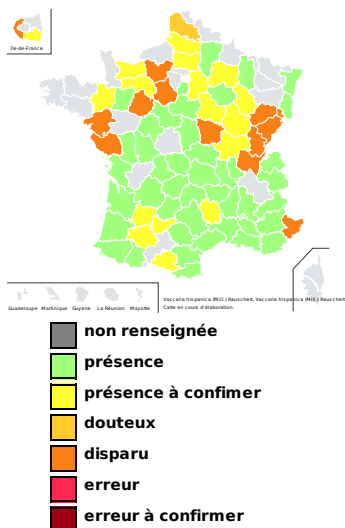 Île-de-France
Guadeloupe Martinique Guyane La Réunion Mayotte
Vaccaria hispanica (Mill.) Rauschert, Vaccaria hispanica (Mill.) Rauschert
Carte en cours d'élaboration.
non renseignée
présence
présence à confimer
douteux
disparu
erreur
erreur à confirmer